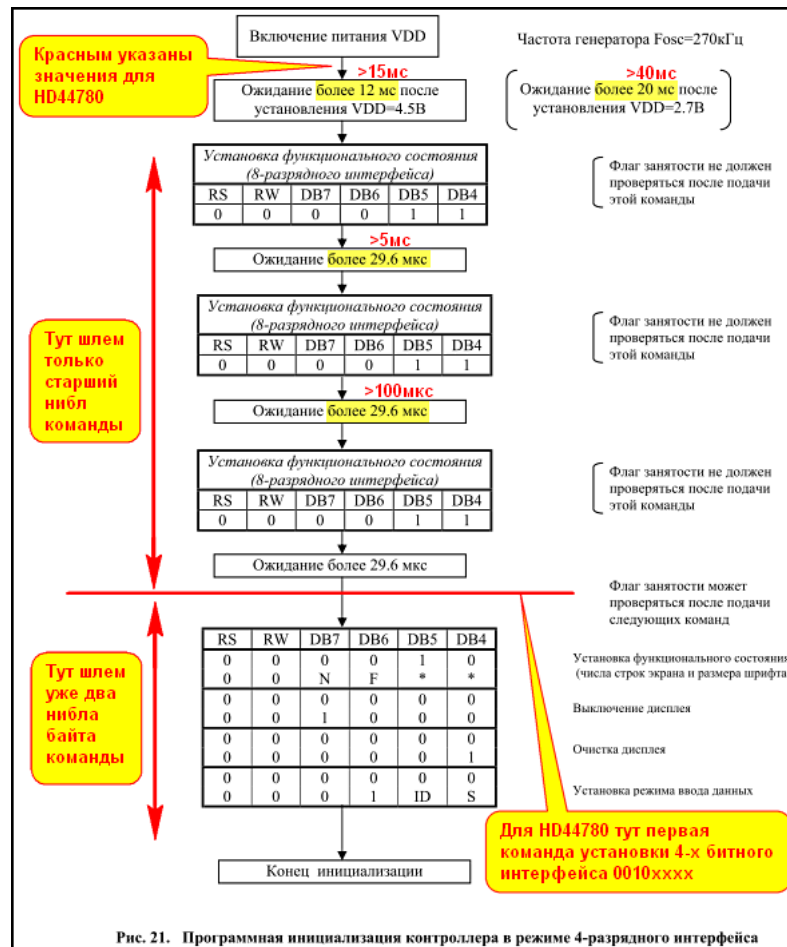 Включение питания VDD
Частота генератора Fosc=270кГц
Красным указаны
значения для
HD44780
>15мс
Ожидание более 12 мс после
установления VDD=4.5В
>40мс
Ожидание более 20 мс после
установления VDD=2.7В
Установка функционального состояния
(8-разрядного интерфейса)
RS RW DB7 DB6 DB5 DB4
0 0 0 0 1 1
Флаг занятости не должен
проверяться после подачи
этой команды
>5мс
Ожидание более 29.6 мкс
Тут шлем
только
старший
нибл
команды
Установка функционального состояния
(8-разрядного интерфейса)
RS RW DB7 DB6 DB5 DB4
0 0 0 0 1 1
Флаг занятости не должен
проверяться после подачи
этой команды
>100мкс
Ожидание более 29.6 мкс
Установка функционального состояния
(8-разрядного интерфейса)
RS RW DB7 DB6 DB5 DB4
0 0 0 0 1 1
Флаг занятости не должен
проверяться после подачи
этой команды
Ожидание более 29.6 мкс
Флаг занятости может
проверяться после подачи
следующих команд
Тут шлем
уже два
нибла
байта
команды
RS RW DB7 DB6 DB5 DB4
0 0 0 0 1 0
0 0 N F * *
Установка функционального состояния
(числа строк экрана и размера шрифта
0 0 0 0 0 0
0 0 1 0 0 0
Выключение дисплея
0 0 0 0 0 0
0 0 0 0 0 1
Очистка дисплея
0 0 0 0 0 0
0 0 0 1 ID S
Установка режима ввода данных
Для HD44780 тут первая
команда установки 4-х битного
интерфейса 0010xxxx
Конец инициализации
Рис. 21. Программная инициализация контроллера в режиме 4-разрядного интерфейса